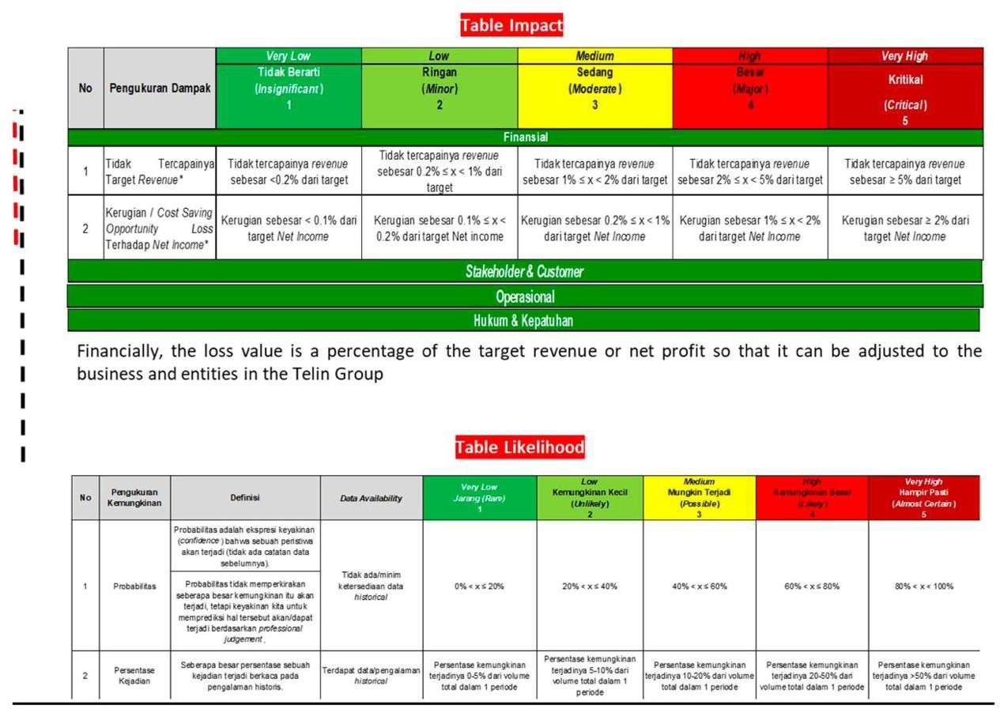 Table Impact
No
Pengukuran Dampak
Very Low
Tidak Berarti
(Insignificant)
1
Low
Ringan
(Minor)
2
Medium
Sedang
(Moderate)
3
High
Besar
(Major)
4
Very High
Kritikal
(Critical)
5
Finansial
1
Tidak Tercapainya
Target Revenue*
Tidak tercapainya revenue
sebesar <0.2% dari target
Tidak tercapainya revenue
sebesar 0.2% ≤ x < 1% dari
target
Tidak tercapainya revenue
sebesar 1% ≤ x < 2% dari target
Tidak tercapainya revenue
sebesar 2% ≤ x < 5% dari target
Tidak tercapainya revenue
sebesar ≥ 5% dari target
2
Kerugian / Cost Saving
Opportunity Loss
Terhadap Net Income*
Kerugian sebesar < 0.1% dari
target Net Income
Kerugian sebesar 0.1% ≤ x <
0.2% dari target Net income
Kerugian sebesar 0.2% ≤ x < 1%
dari target Net Income
Kerugian sebesar 1% ≤ x < 2%
dari target Net Income
Kerugian sebesar ≥ 2% dari
target Net Income
Stakeholder & Customer
Operasional
Hukum & Kepatuhan
Financially, the loss value is a percentage of the target revenue or net profit so that it can be adjusted to the
business and entities in the Telin Group
Table Likelihood
No
Pengukuran
Kemungkinan
Definisi
Data Availability
Very Low
Jarang (Rare)
1
Low
Kemungkinan Kecil
(Unlikely)
2
Medium
Mungkin Terjadi
(Possible)
3
High
Kemungkinan Besar
(Likely)
4
Very High
Hampir Pasti
(Almost Certain)
5
1
Probabilitas
Probabilitas adalah ekspresi keyakinan
(confidence) bahwa sebuah peristiwa
akan terjadi (tidak ada catatan data
sebelumnya).
Probabilitas tidak memperkirakan
seberapa besar kemungkinan itu akan
terjadi, tetapi keyakinan kita untuk
memprediksi hal tersebut akan/dapat
terjadi berdasarkan professional
judgement.
Tidak ada/minim
ketersediaan data
historical
0% < x ≤ 20%
20% < x ≤ 40%
40% < x ≤ 60%
60% < x ≤ 80%
80% < x < 100%
2
Persentase
Kejadian
Seberapa besar persentase sebuah
kejadian terjadi berkaca pada
pengalaman historis.
Terdapat data/pengalaman
historical
Persentase kemungkinan
terjadinya 0-5% dari volume
total dalam 1 periode
Persentase kemungkinan
terjadinya 5-10% dari
volume total dalam 1
periode
Persentase kemungkinan
terjadinya 10-20% dari volume
total dalam 1 periode
Persentase kemungkinan
terjadinya 20-50% dari
volume total dalam 1 periode
Persentase kemungkinan
terjadinya >50% dari volume
total dalam 1 periode